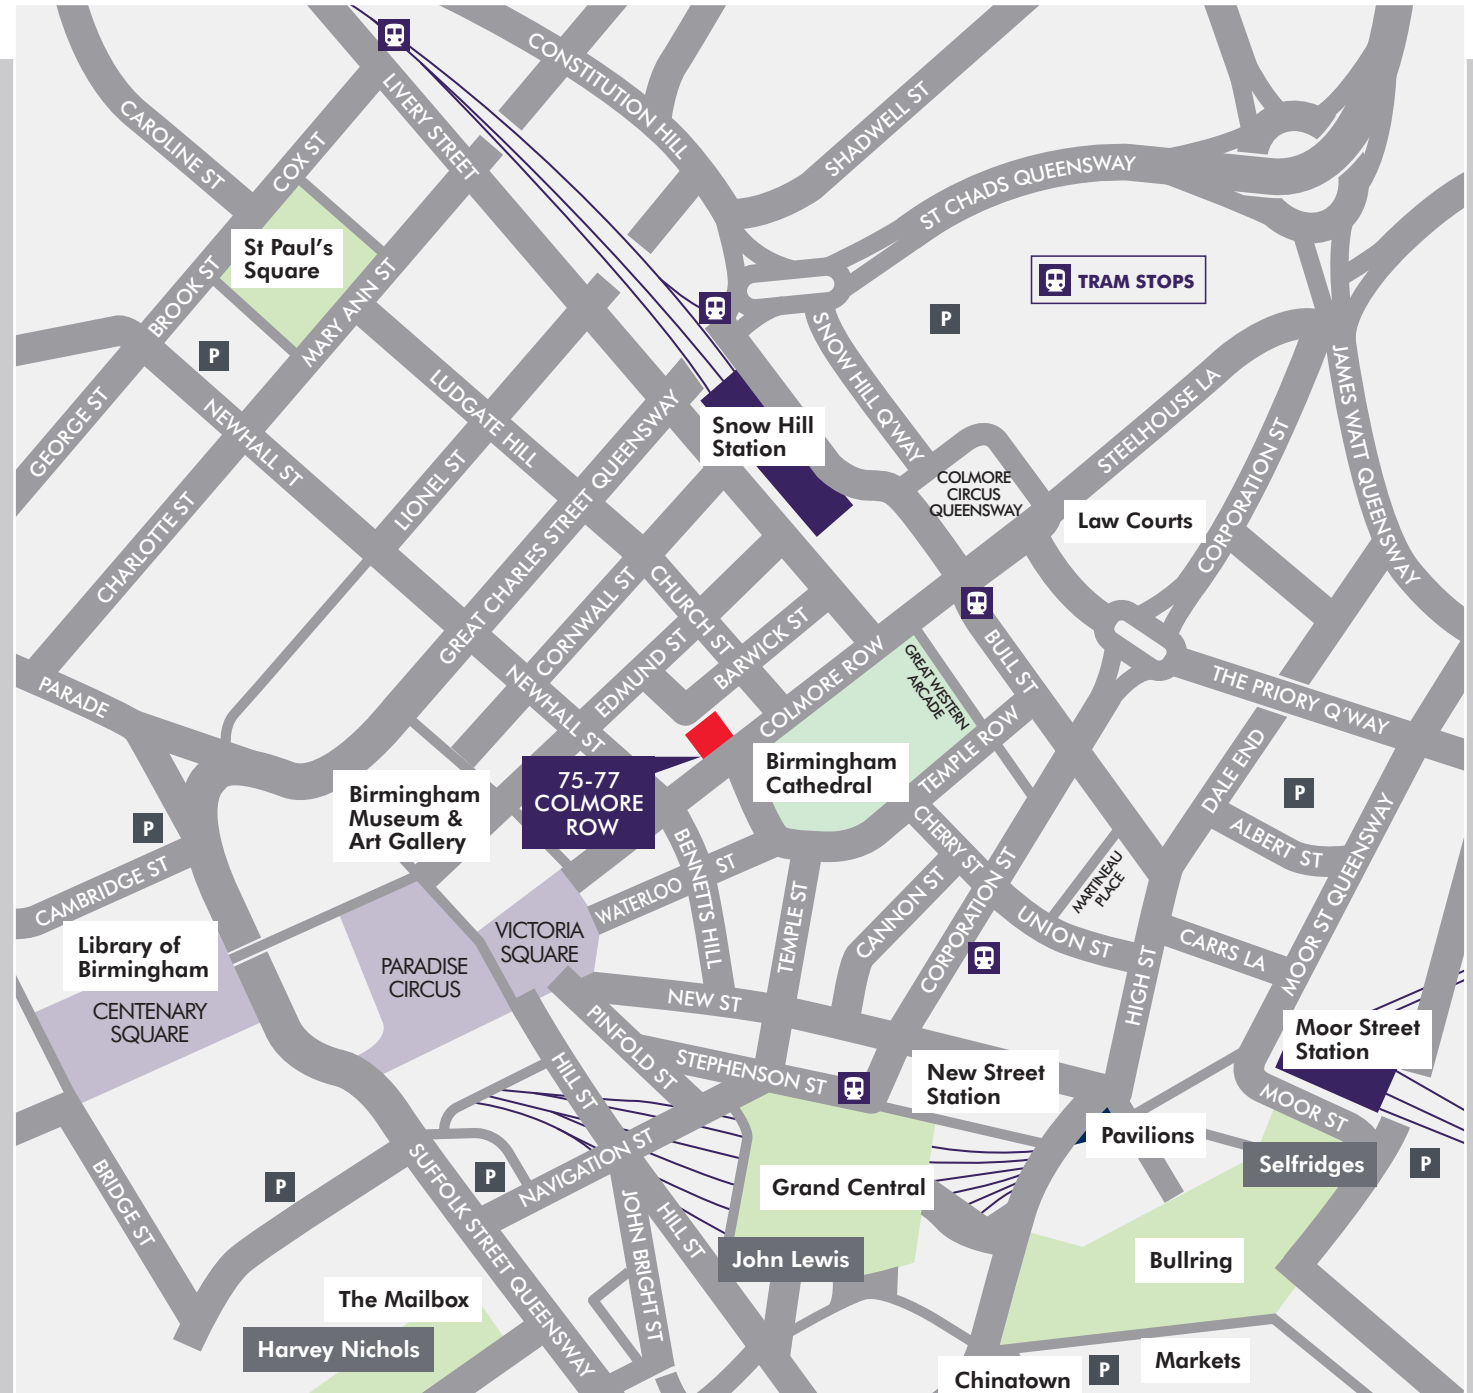 CONSTITUTION HILL
LIVERY STREET
SHADWELL ST
CAROLINE ST
COX ST
ST CHADS QUEENSWAY
St Paul's
Square
TRAM STOPS
BROOK ST
MARY ANN ST
P
P
SNOW HILL Q'WAY
JAMES WATT QUEENSWAY
GEORGE ST
NEWHALL ST
LUDGATE HILL
STEELHOUSE LA
Snow Hill
Station
CORPORATION ST
LIONEL ST
GREAT CHARLES STREET QUEENSWAY
COLMORE
CIRCUS
QUEENSWAY
Law Courts
CHARLOTTE ST
CHURCH ST
CORNWALL ST
EDMUND ST
BARWICK ST
COLMORE ROW
GREAT WESTERN
ARCADE
BULL ST
THE PRIORY Q'WAY
PARADE
NEWHALL ST
TEMPLE ROW
Birmingham
Cathedral
75-77
COLMORE
ROW
Birmingham
Museum &
Art Gallery
P
P
DALE END
ALBERT ST
MOOR ST QUEENSWAY
CHERRY ST
BENNETTS HILL
WATERLOO ST
TEMPLE ST
CANNON ST
CORPORATION ST
MARTINEAU
PLACE
UNION ST
CARRS LA
HIGH ST
CAMBRIDGE ST
Library of
Birmingham
CENTENARY
SQUARE
PARADISE
CIRCUS
VICTORIA
SQUARE
NEW ST
PINFOLD ST
STEPHENSON ST
HILL ST
New Street
Station
Moor Street
Station
MOOR ST
Pavilions
Selfridges
P
NAVIGATION ST
P
P
BRIDGE ST
SUFFOLK STREET QUEENSWAY
JOHN BRIGHT ST
HILL ST
Grand Central
John Lewis
Bullring
The Mailbox
Harvey Nichols
Chinatown
P
Markets